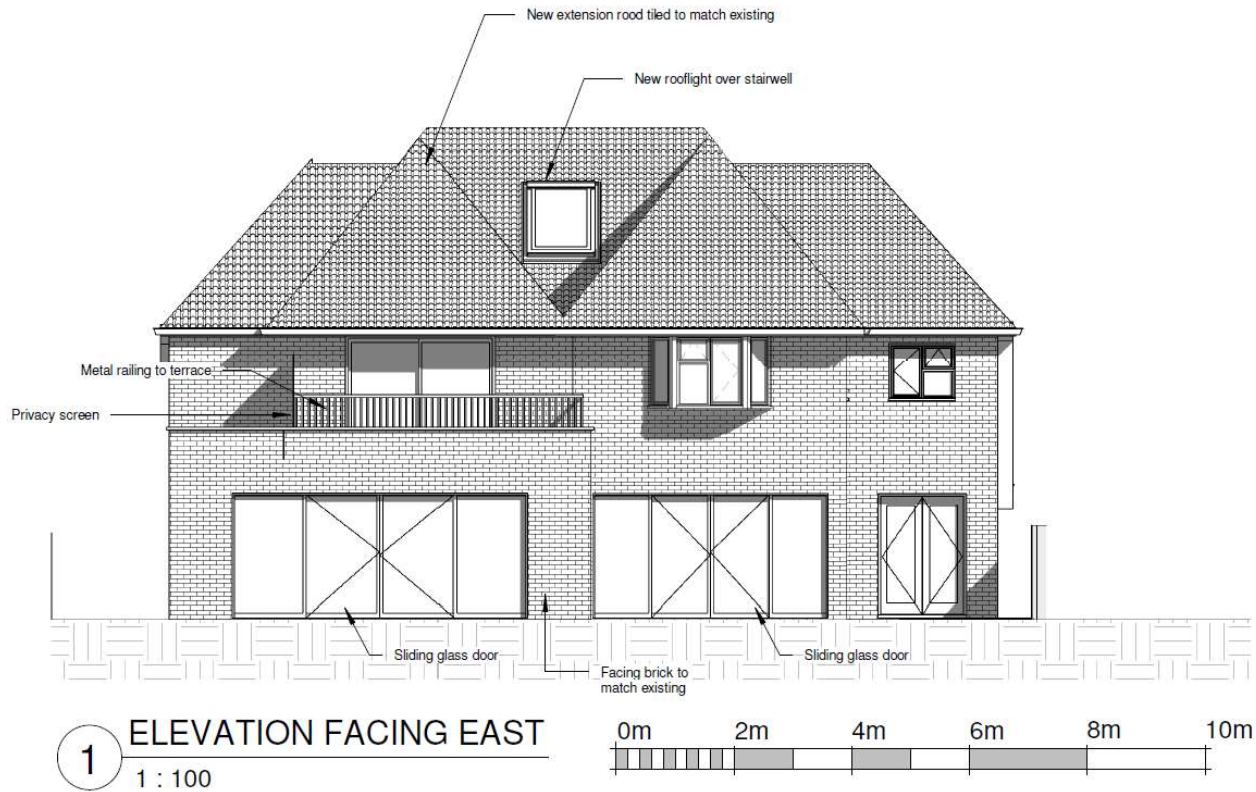 New extension rood tiled to match existing
New rooflight over stairwell
Metal railing to terrace
Privacy screen
Sliding glass door
Sliding glass door
Facing brick to
match existing
1
ELEVATION FACING EAST
1 : 100
0m 2m 4m 6m 8m 10m